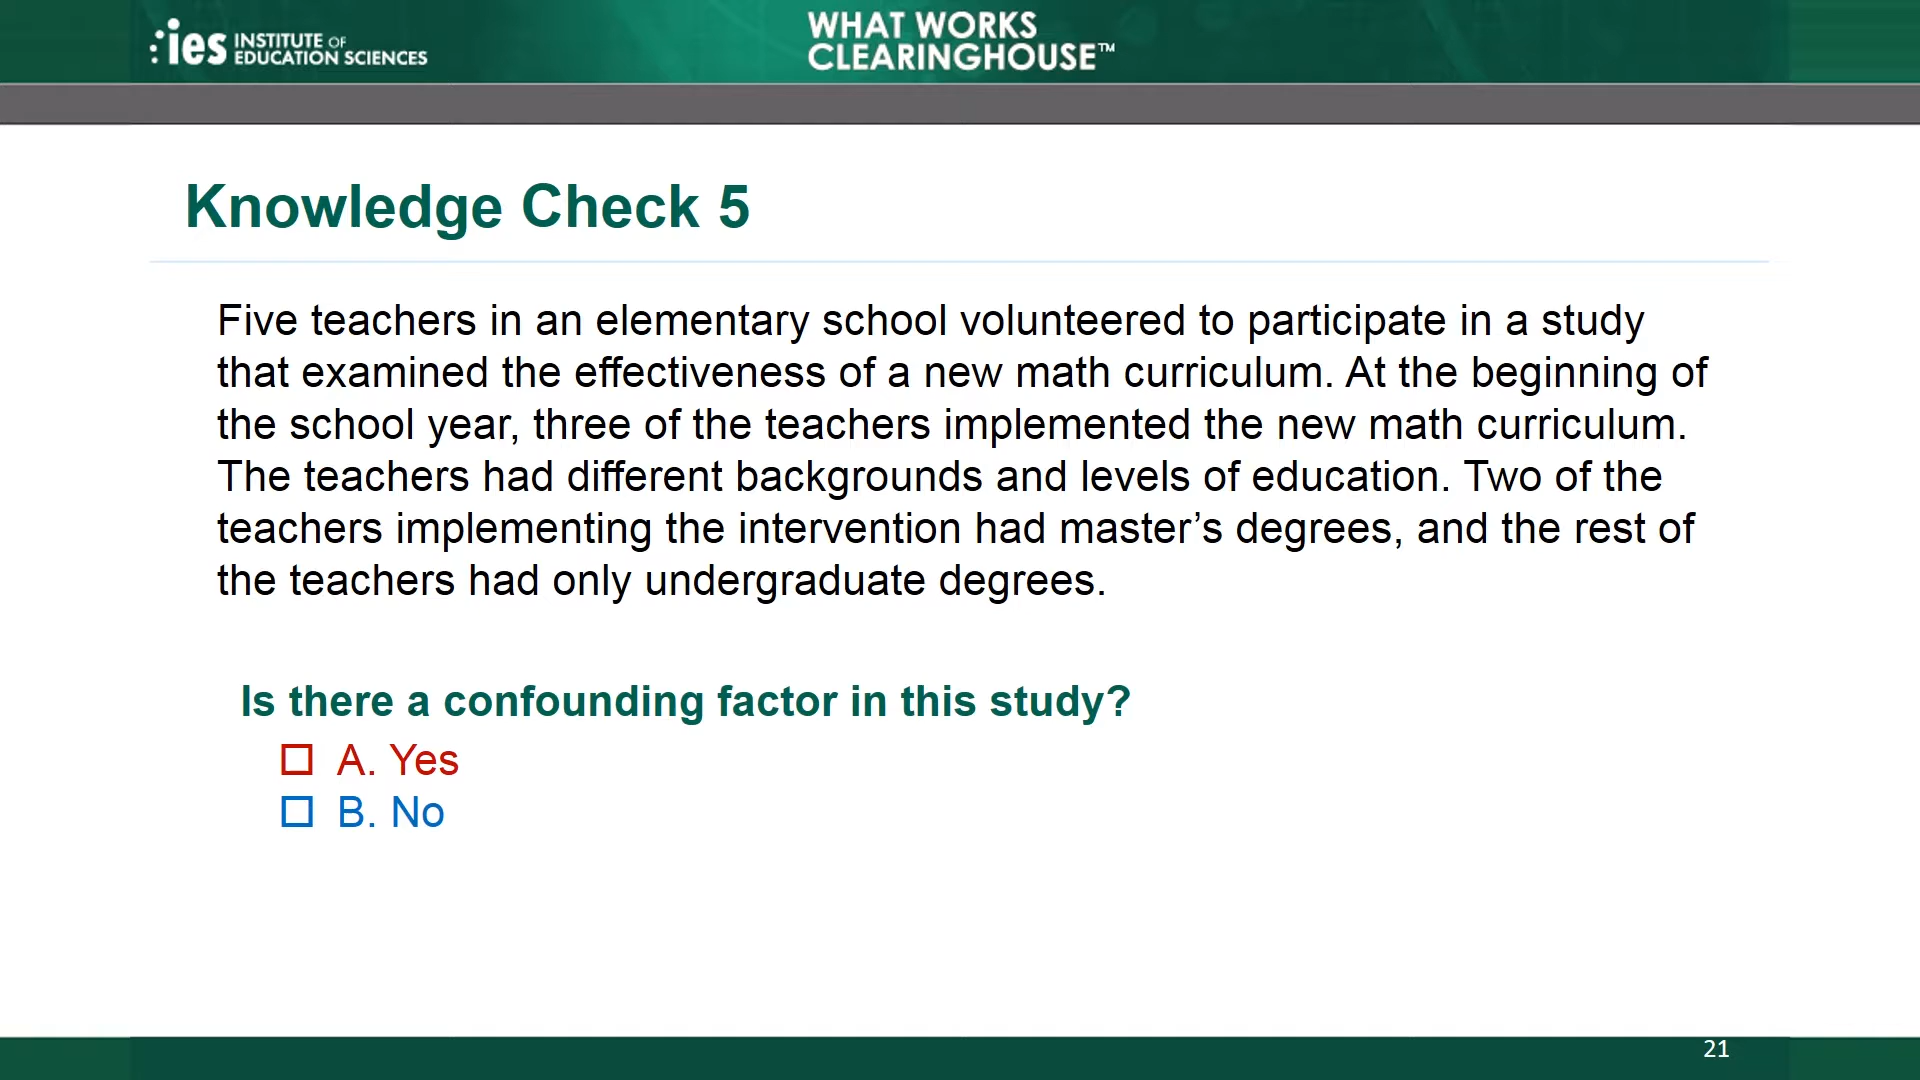 ies INSTITUTE OF
EDUCATION SCIENCES
WHAT WORKS
CLEARINGHOUSE™
Knowledge Check 5
Five teachers in an elementary school volunteered to participate in a study
that examined the effectiveness of a new math curriculum. At the beginning of
the school year, three of the teachers implemented the new math curriculum.
The teachers had different backgrounds and levels of education. Two of the
teachers implementing the intervention had master’s degrees, and the rest of
the teachers had only undergraduate degrees.
Is there a confounding factor in this study?
☐ A. Yes
☐ B. No
21